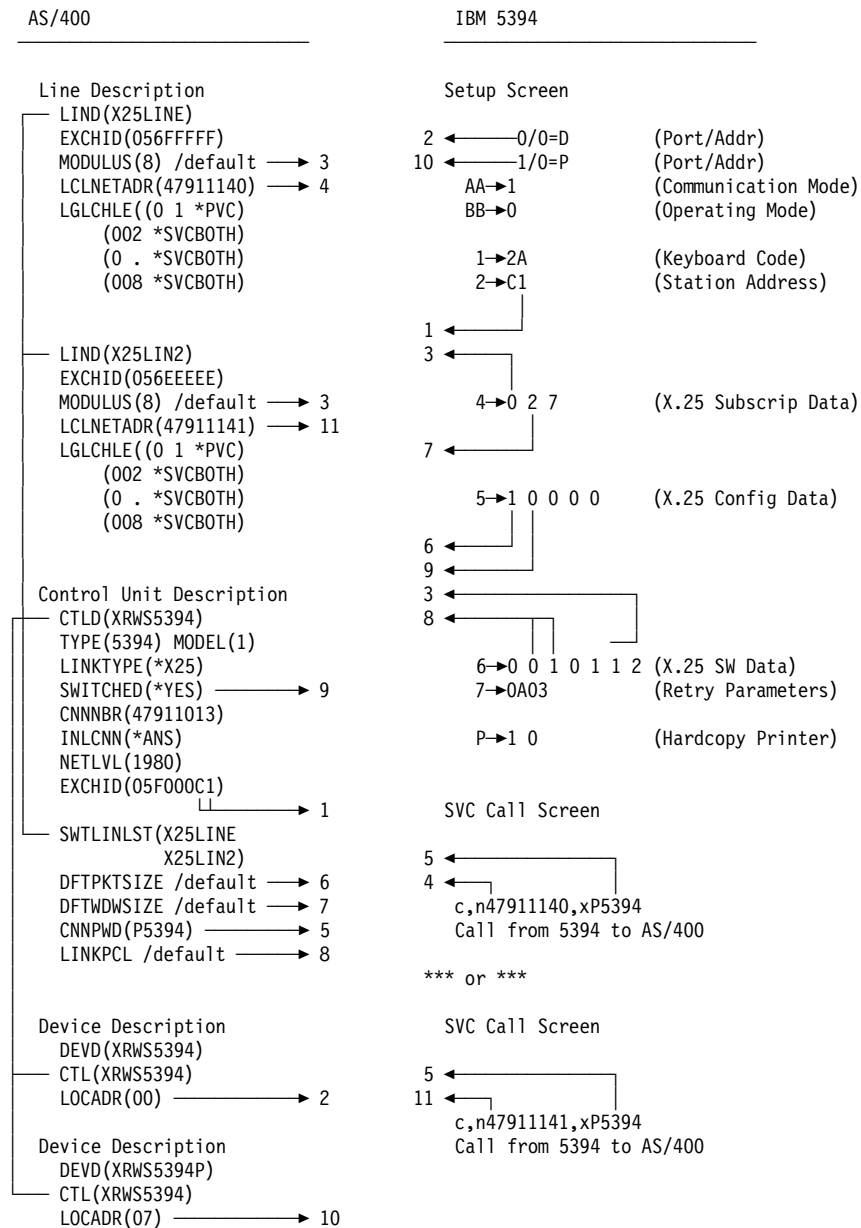 AS/400
IBM 5394
Line Description
LIND(X25LINE)
EXCHID(056FFFFF)
MODULUS(8) /default 3
LCLNETADR(47911140) 4
LGLCHLE((0 1 *PVC)
(002 *SVCBOTH)
(0 . *SVCBOTH)
(008 *SVCBOTH)
LIND(X25LIN2)
EXCHID(056EEEEE)
MODULUS(8) /default 3
LCLNETADR(47911141) 11
LGLCHLE((0 1 *PVC)
(002 *SVCBOTH)
(0 . *SVCBOTH)
(008 *SVCBOTH)
Control Unit Description
CTLD(XRWS5394)
TYPE(5394) MODEL(1)
LINKTYPE(*X25)
SWITCHED(*YES) 9
CNNNBR(47911013)
INLCNN(*ANS)
NETLVL(1980)
EXCHID(05F000C1)
1
SWTLINLST(X25LINE
X25LIN2)
DFTPKTSIZE /default 6
DFTWDWSIZE /default 7
CNNPWD(P5394) 5
LINKPCL /default 8
Device Description
DEVD(XRWS5394)
CTL(XRWS5394)
LOCADR(00) 2
Device Description
DEVD(XRWS5394P)
CTL(XRWS5394)
LOCADR(07) 10
Setup Screen
2 0/0=D (Port/Addr)
10 1/0=P (Port/Addr)
AA 1 (Communication Mode)
BB 0 (Operating Mode)
1 2A (Keyboard Code)
2 C1 (Station Address)
1
3
4 0 2 7 (X.25 Subscrip Data)
7
5 1 0 0 0 0 (X.25 Config Data)
6
9
3
8
6 0 0 1 0 1 1 2 (X.25 SW Data)
7 0A03 (Retry Parameters)
P 1 0 (Hardcopy Printer)
SVC Call Screen
5
4
c,n47911140,xP5394
Call from 5394 to AS/400
*** or ***
SVC Call Screen
5
11
c,n47911141,xP5394
Call from 5394 to AS/400